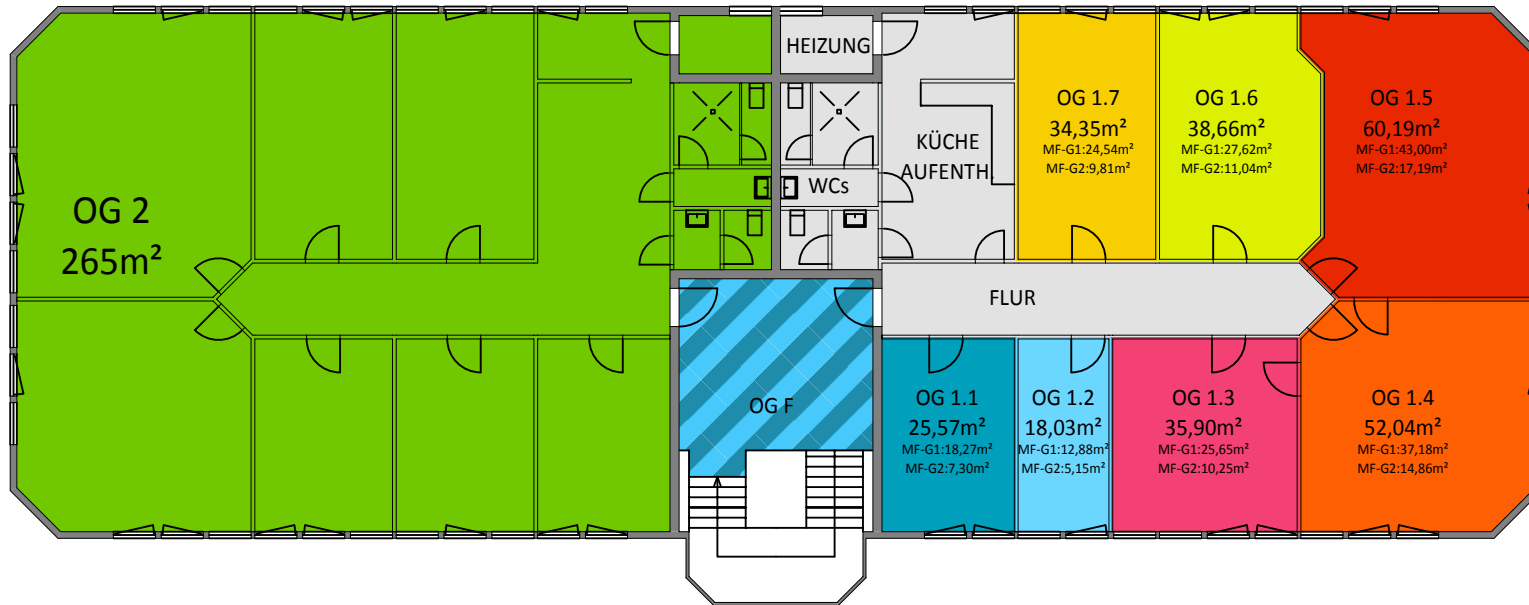 HEIZUNG
OG 1.7
34,35m²
MF-G1:24,54m²
MF-G2:9,81m²
OG 1.6
38,66m²
MF-G1:27,62m²
MF-G2:11,04m²
OG 1.5
60,19m²
MF-G1:43,00m²
MF-G2:17,19m²
KÜCHE
AUFENTH.
WCs
OG 2
265m²
FLUR
OG F
OG 1.1
25,57m²
MF-G1:18,27m²
MF-G2:7,30m²
OG 1.2
18,03m²
MF-G1:12,88m²
MF-G2:5,15m²
OG 1.3
35,90m²
MF-G1:25,65m²
MF-G2:10,25m²
OG 1.4
52,04m²
MF-G1:37,18m²
MF-G2:14,86m²